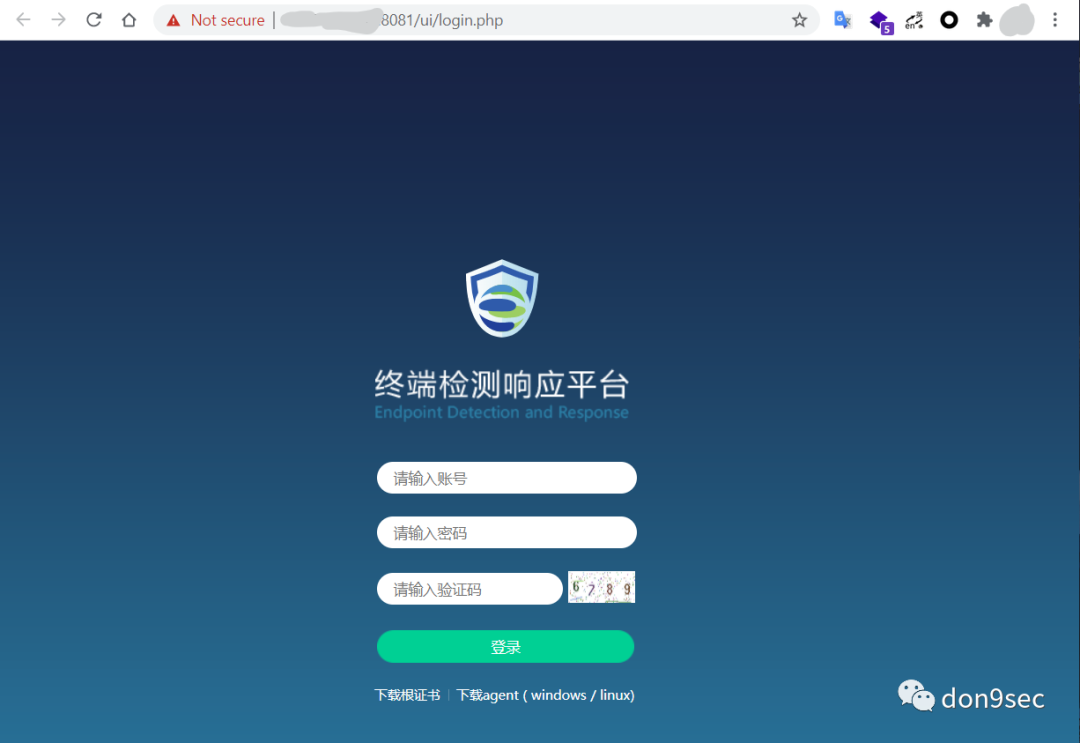 Not secure | 8081/ui/login.php
5
英
en
终端检测响应平台
Endpoint Detection and Response
请输入账号
请输入密码
请输入验证码
6789
登录
下载根证书 | 下载agent ( windows / linux)
don9sec